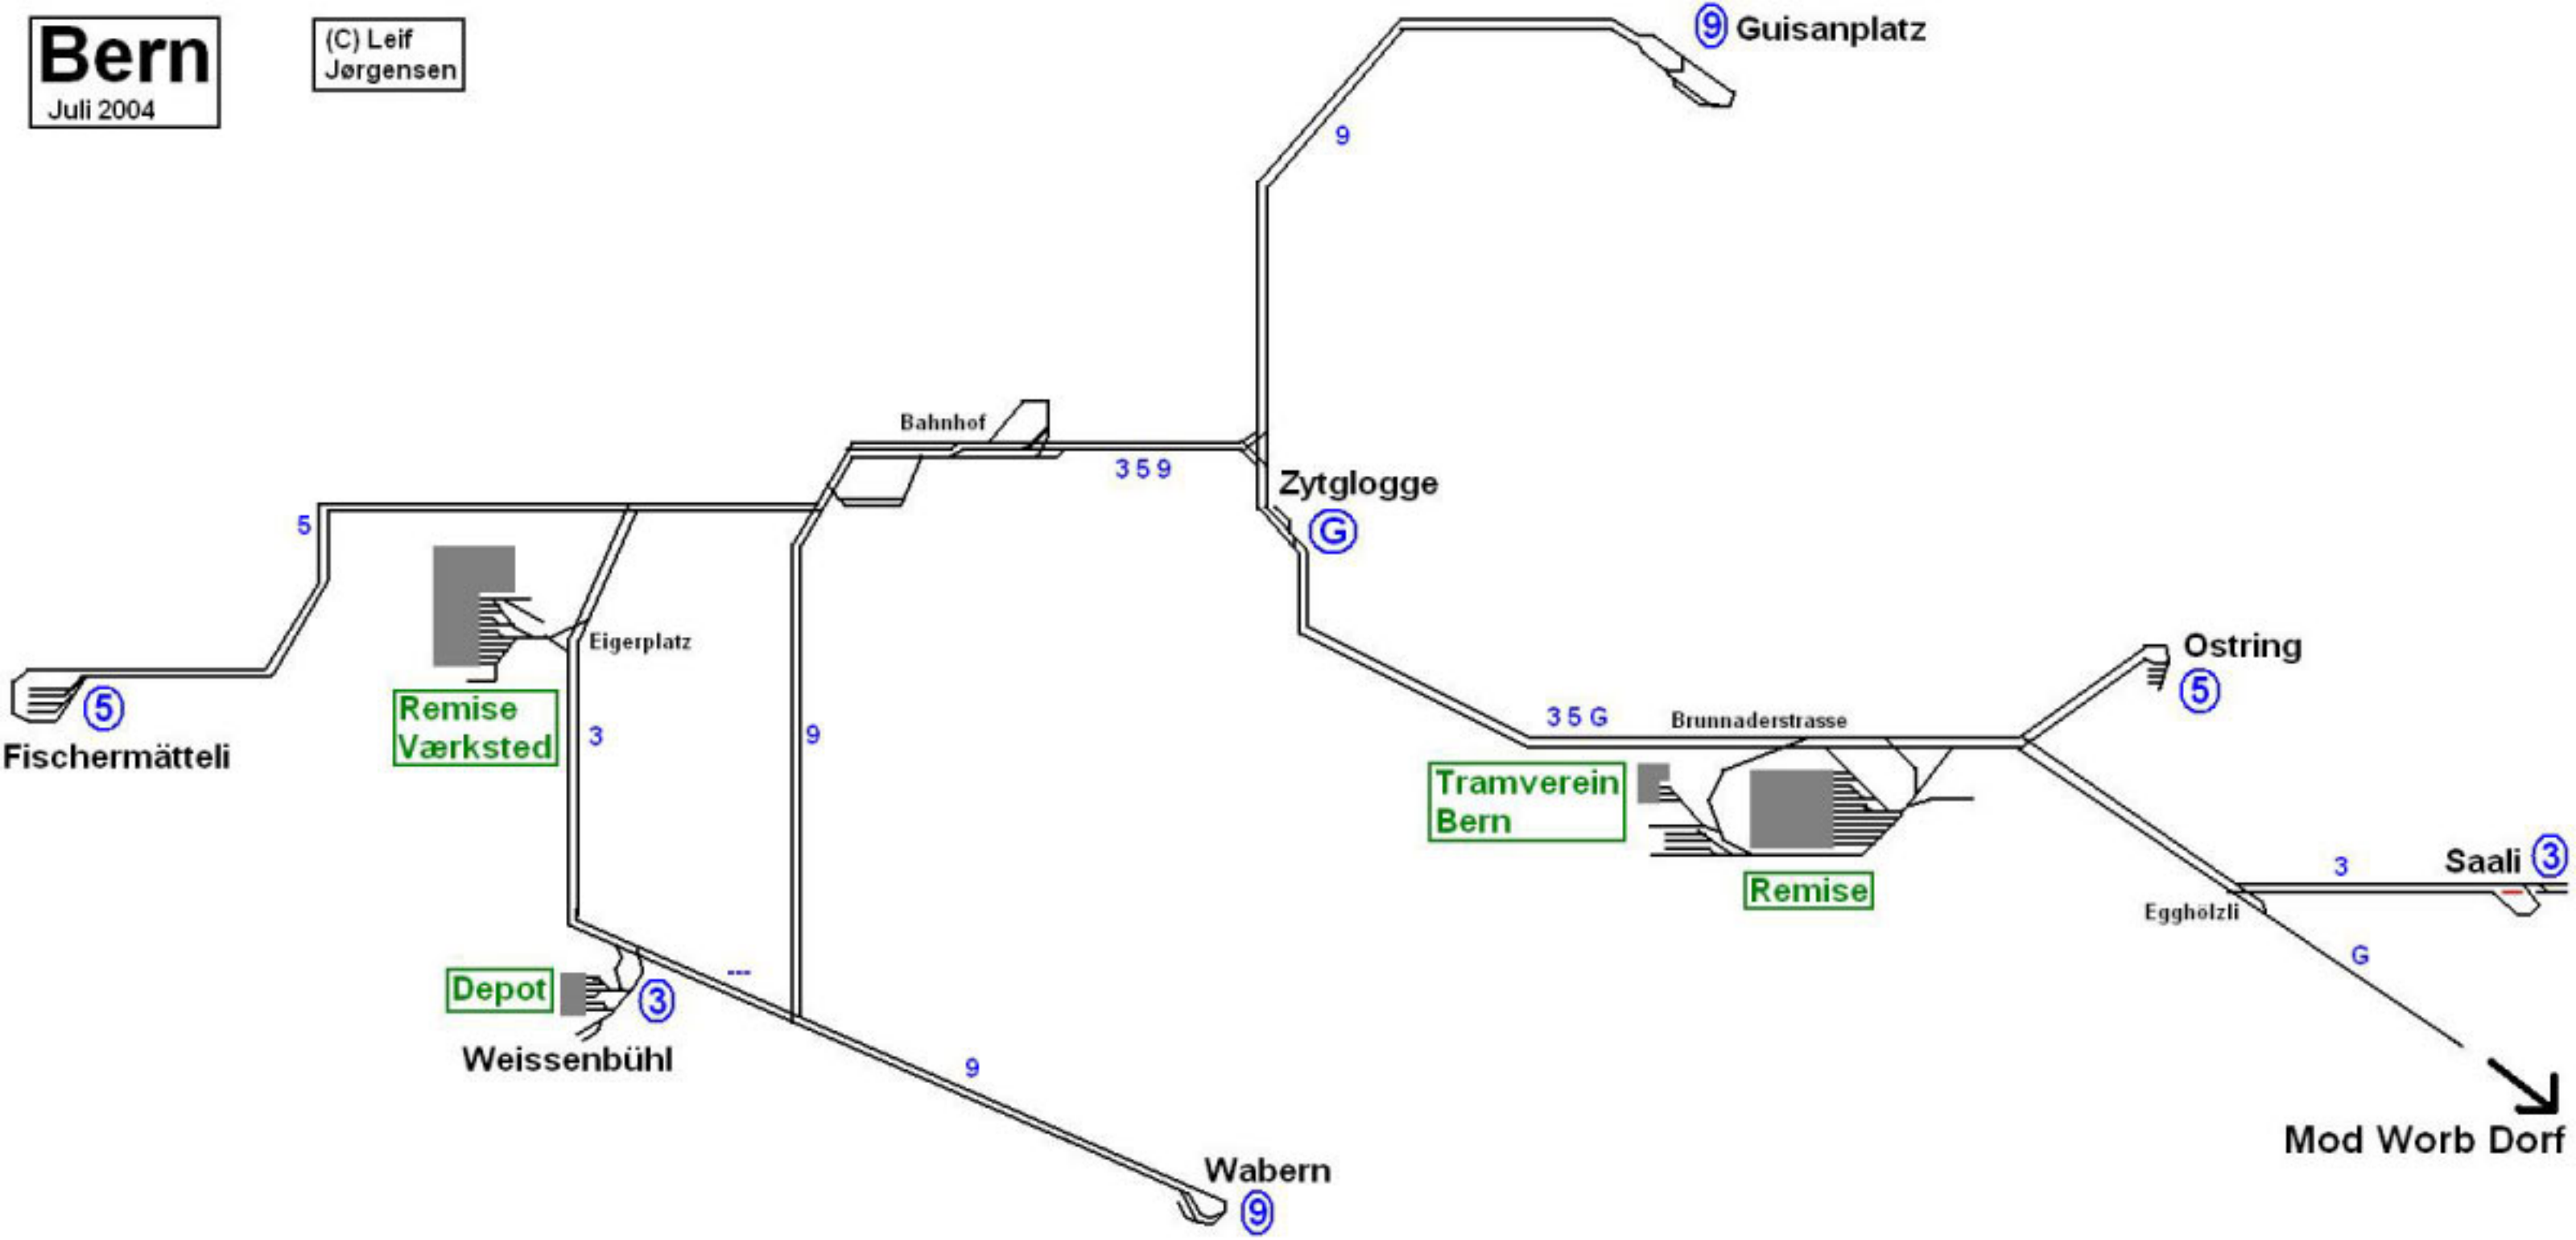 Bern
Juli 2004
(C) Leif
Jørgensen
9 Guisanplatz
9
Bahnhof
3 5 9
Zytglogge
G
5
Eigerplatz
Remise
Værksted
5
Fischermätteli
3
9
3 5 G
Brunnaderstrasse
Ostring
5
Tramverein
Bern
Remise
Saali 3
3
Egghölzli
G
Depot
3
---
Weissenbühl
9
Wabern
9
Mod Worb Dorf